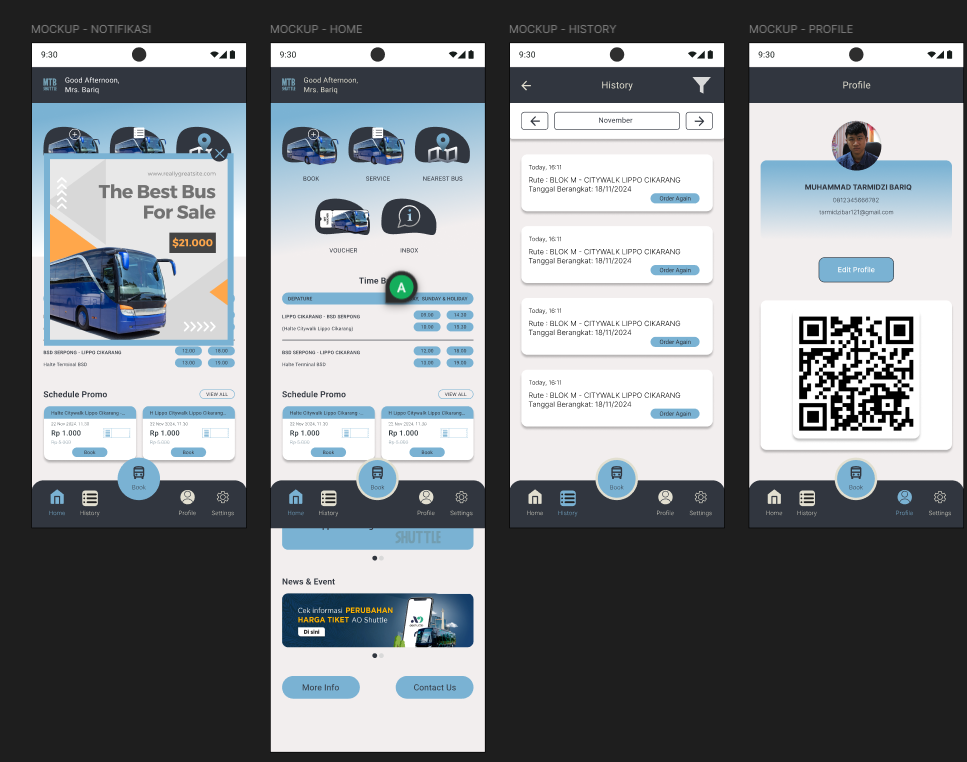 MOCKUP - NOTIFIKASI
9:30
MTB
SHUTTLE
Good Afternoon,
Mrs. Bariq
www.reallygreatsite.com
The Best Bus
For Sale
$21.000
BSD SERPONG - LIPPO CIKARANG
12.00 18.00
Halte Terminal BSD
13.00 19.00
Schedule Promo
VIEW ALL
Halte Citywalk Lippo Cikarang -...
22 Nov 2024, 11.30
Rp 1.000
Rp 5.000
Book
H Lippo Citywalk Lippo Cikarang...
22 Nov 2024, 11.30
Rp 1.000
Rp 5.000
Book
Book
Home
History
Profile
Settings
MOCKUP - HOME
9:30
MTB
SHUTTLE
Good Afternoon,
Mrs. Bariq
BOOK
SERVICE
NEAREST BUS
VOUCHER
INBOX
Time B
A
DEPATURE
SUNDAY & HOLIDAY
LIPPO CIKARANG - BSD SERPONG
09.00 14.30
(Halte Citywalk Lippo Cikarang)
10.00 15.30
BSD SERPONG - LIPPO CIKARANG
12.00 18.00
Halte Terminal BSD
13.00 19.00
Schedule Promo
VIEW ALL
Halte Citywalk Lippo Cikarang -...
22 Nov 2024, 11.30
Rp 1.000
Rp 5.000
Book
H Lippo Citywalk Lippo Cikarang...
22 Nov 2024, 11.30
Rp 1.000
Rp 5.000
Book
Book
Home
History
Profile
Settings
SHUTTLE
News & Event
Cek informasi PERUBAHAN
HARGA TIKET AO Shuttle
Di sini
More Info
Contact Us
MOCKUP - HISTORY
9:30
History
November
Today, 16:11
Rute : BLOK M - CITYWALK LIPPO CIKARANG
Tanggal Berangkat: 18/11/2024
Order Again
Today, 16:11
Rute : BLOK M - CITYWALK LIPPO CIKARANG
Tanggal Berangkat: 18/11/2024
Order Again
Today, 16:11
Rute : BLOK M - CITYWALK LIPPO CIKARANG
Tanggal Berangkat: 18/11/2024
Order Again
Today, 16:11
Rute : BLOK M - CITYWALK LIPPO CIKARANG
Tanggal Berangkat: 18/11/2024
Order Again
Book
Home
History
Profile
Settings
MOCKUP - PROFILE
9:30
Profile
MUHAMMAD TARMIDZI BARIQ
0812345666782
tarmidzibar121@gmail.com
Edit Profile
Book
Home
History
Profile
Settings